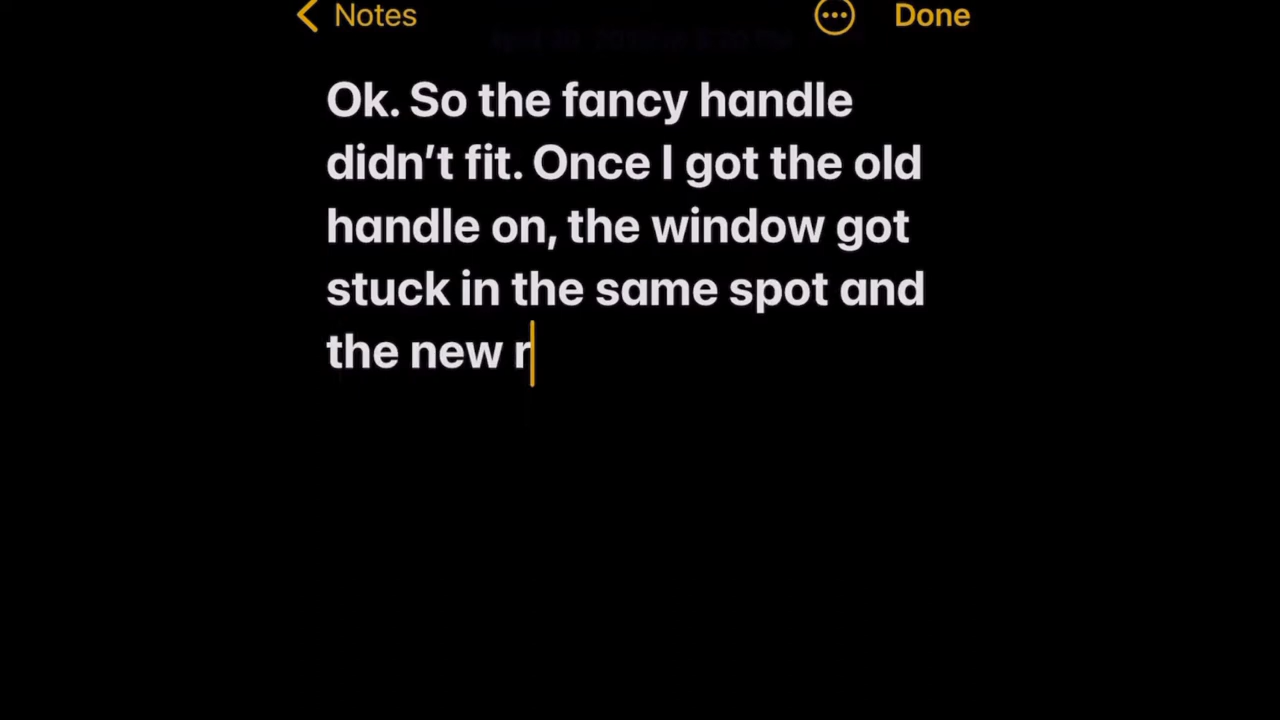 Notes
Done
Ok. So the fancy handle
didn’t fit. Once I got the old
handle on, the window got
stuck in the same spot and
the new r